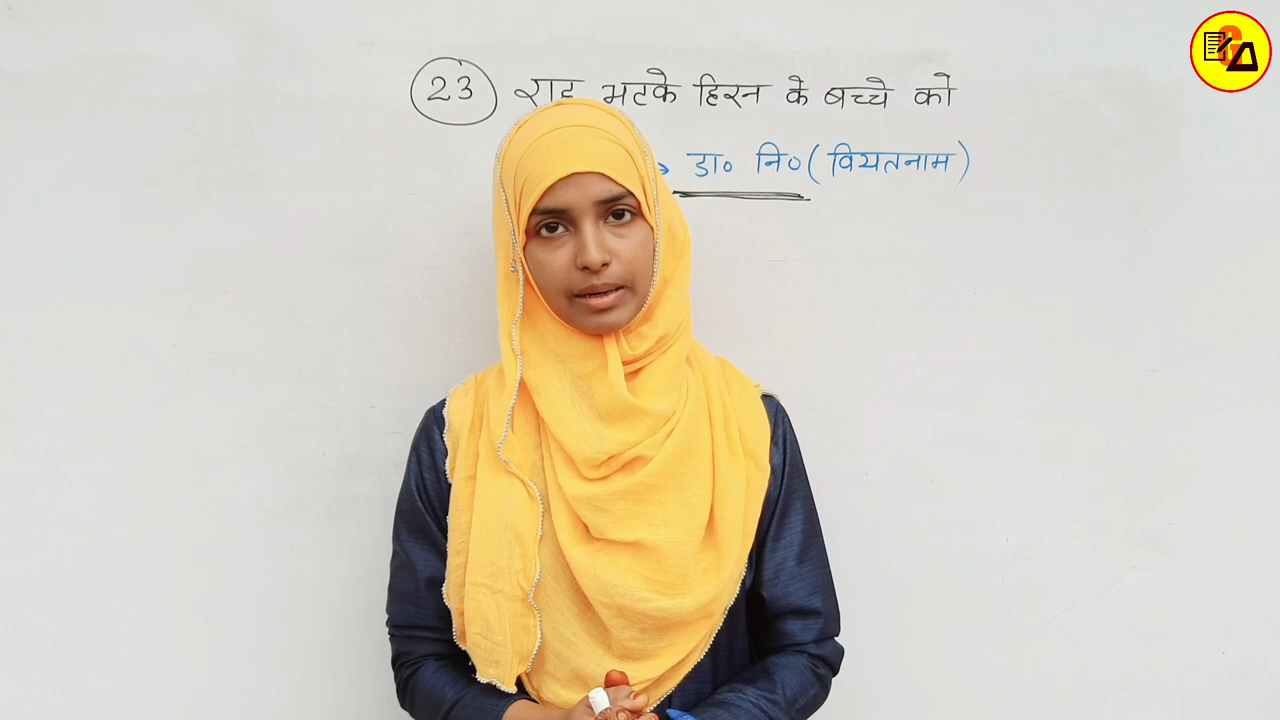 23 राह भटके हिरन के बच्चे को
→ डा० नि० (वियतनाम)